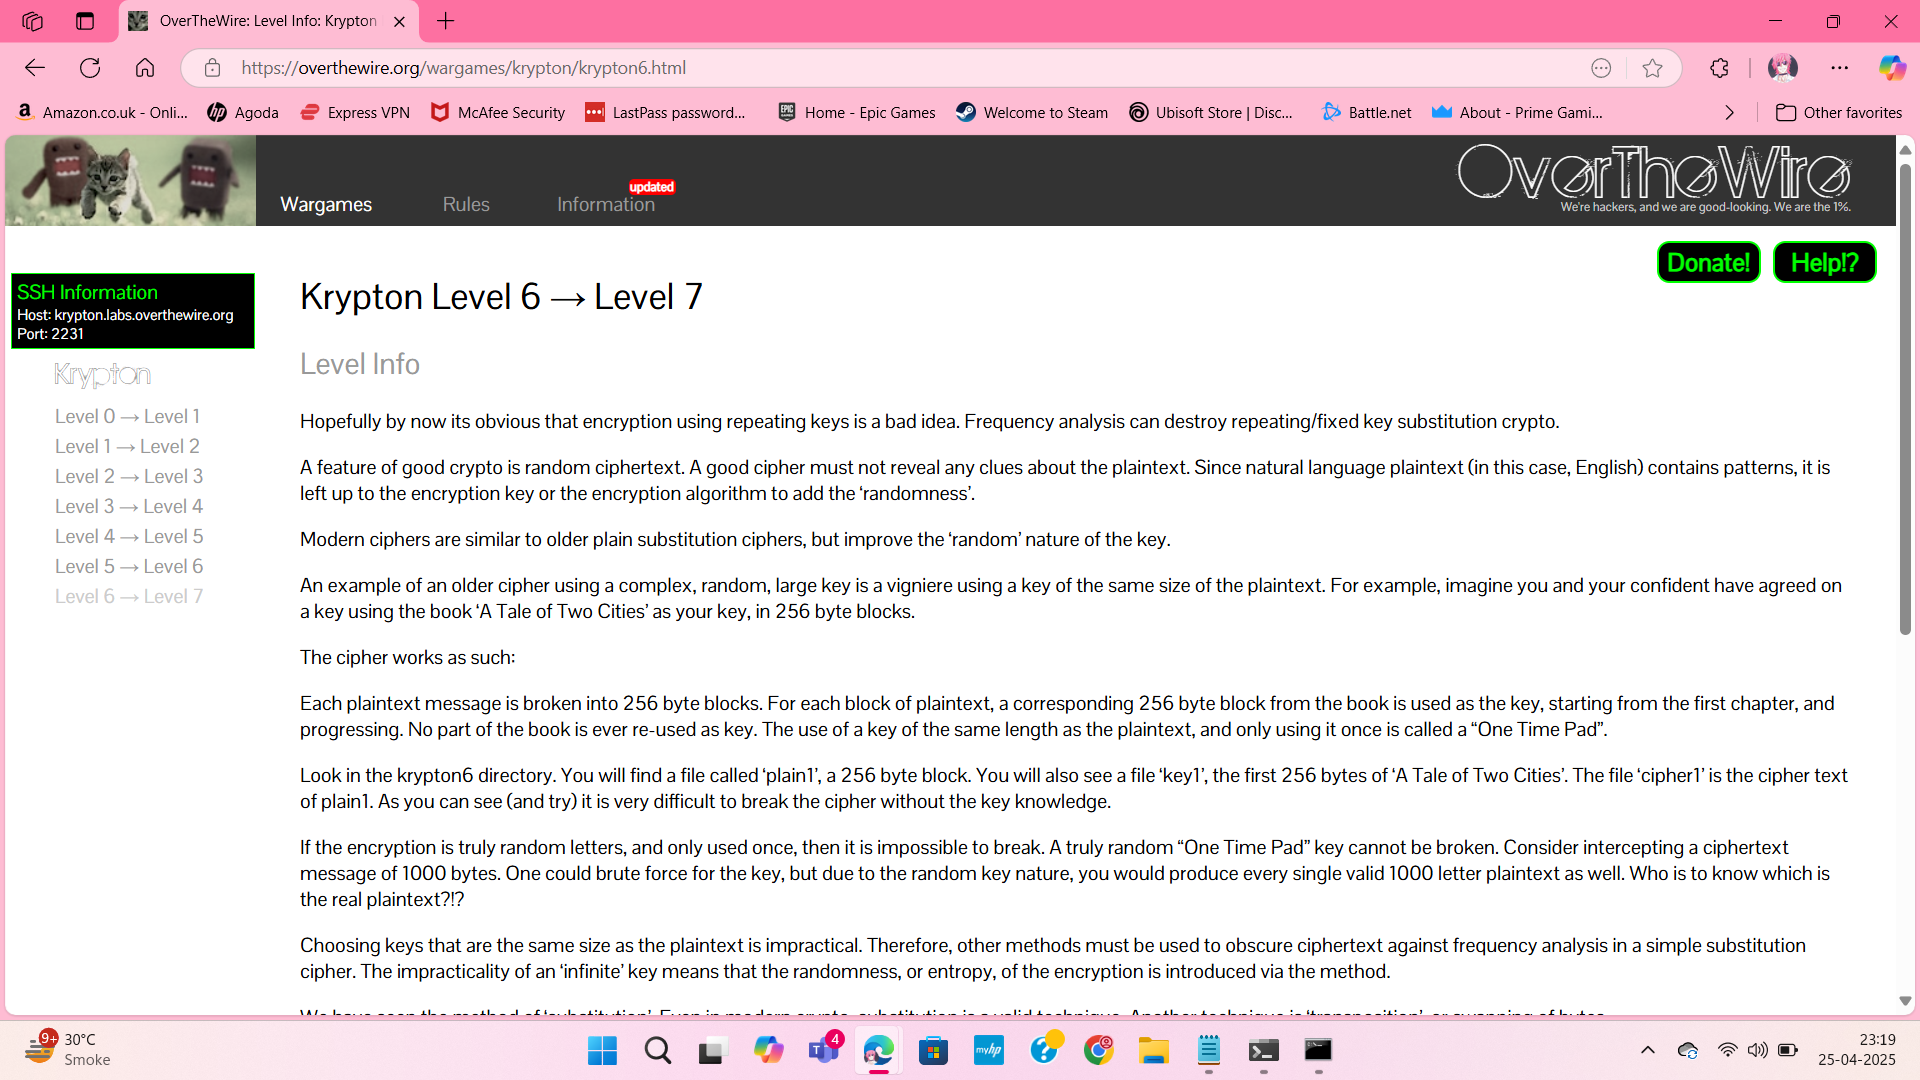 OverTheWire: Level Info: Krypton
https://overthewire.org/wargames/krypton/krypton6.html
Amazon.co.uk - Onli...
Agoda
Express VPN
McAfee Security
LastPass password...
Home - Epic Games
Welcome to Steam
Ubisoft Store | Disc...
Battle.net
About - Prime Gami...
Other favorites
Wargames
Rules
Information
updated
OverTheWire
We're hackers, and we are good-looking. We are the 1%.
Donate!
Help!?
SSH Information
Host: krypton.labs.overthewire.org
Port: 2231
Krypton
Level 0 → Level 1
Level 1 → Level 2
Level 2 → Level 3
Level 3 → Level 4
Level 4 → Level 5
Level 5 → Level 6
Level 6 → Level 7
Krypton Level 6 → Level 7
Level Info
Hopefully by now its obvious that encryption using repeating keys is a bad idea. Frequency analysis can destroy repeating/fixed key substitution crypto.
A feature of good crypto is random ciphertext. A good cipher must not reveal any clues about the plaintext. Since natural language plaintext (in this case, English) contains patterns, it is
left up to the encryption key or the encryption algorithm to add the ‘randomness’.
Modern ciphers are similar to older plain substitution ciphers, but improve the ‘random’ nature of the key.
An example of an older cipher using a complex, random, large key is a vigniere using a key of the same size of the plaintext. For example, imagine you and your confident have agreed on
a key using the book ‘A Tale of Two Cities’ as your key, in 256 byte blocks.
The cipher works as such:
Each plaintext message is broken into 256 byte blocks. For each block of plaintext, a corresponding 256 byte block from the book is used as the key, starting from the first chapter, and
progressing. No part of the book is ever re-used as key. The use of a key of the same length as the plaintext, and only using it once is called a “One Time Pad”.
Look in the krypton6 directory. You will find a file called ‘plain1’, a 256 byte block. You will also see a file ‘key1’, the first 256 bytes of ‘A Tale of Two Cities’. The file ‘cipher1’ is the cipher text
of plain1. As you can see (and try) it is very difficult to break the cipher without the key knowledge.
If the encryption is truly random letters, and only used once, then it is impossible to break. A truly random “One Time Pad” key cannot be broken. Consider intercepting a ciphertext
message of 1000 bytes. One could brute force for the key, but due to the random key nature, you would produce every single valid 1000 letter plaintext as well. Who is to know which is
the real plaintext?!?
Choosing keys that are the same size as the plaintext is impractical. Therefore, other methods must be used to obscure ciphertext against frequency analysis in a simple substitution
cipher. The impracticality of an ‘infinite’ key means that the randomness, or entropy, of the encryption is introduced via the method.
We have seen the method of ‘substitution’. Even in modern crypto, substitution is a valid technique. Another technique is ‘transposition’, or swapping of bytes.
9+
30°C
Smoke
4
myhp
23:19
25-04-2025